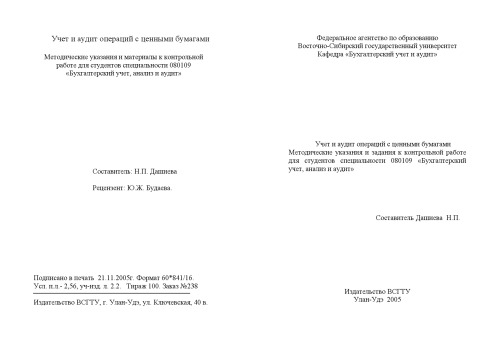 Учет и аудит операций с ценными бумагами
Методические указания и материалы к контрольной
работе для студентов специальности 080109
«Бухгалтерский учет, анализ и аудит»
Составитель: Н.П. Дашиева
Рецензент: Ю.Ж. Будаева.
Подписано в печать 21.11.2005г. Формат 60*841/16.
Усл. п.л.- 2,56, уч-изд. л. 2.2. Тираж 100. Заказ №238
Издательство ВСГТУ, г. Улан-Удэ, ул. Ключевская, 40 в.
Федеральное агентство по образованию
Восточно-Сибирский государственный университет
Кафедра «Бухгалтерский учет и аудит»
Учет и аудит операций с ценными бумагами
Методические указания и задания к контрольной работе
для студентов специальности 080109 «Бухгалтерский
учет, анализ и аудит»
Составитель Дашиева Н.П.
Издательство ВСГТУ
Улан-Удэ 2005